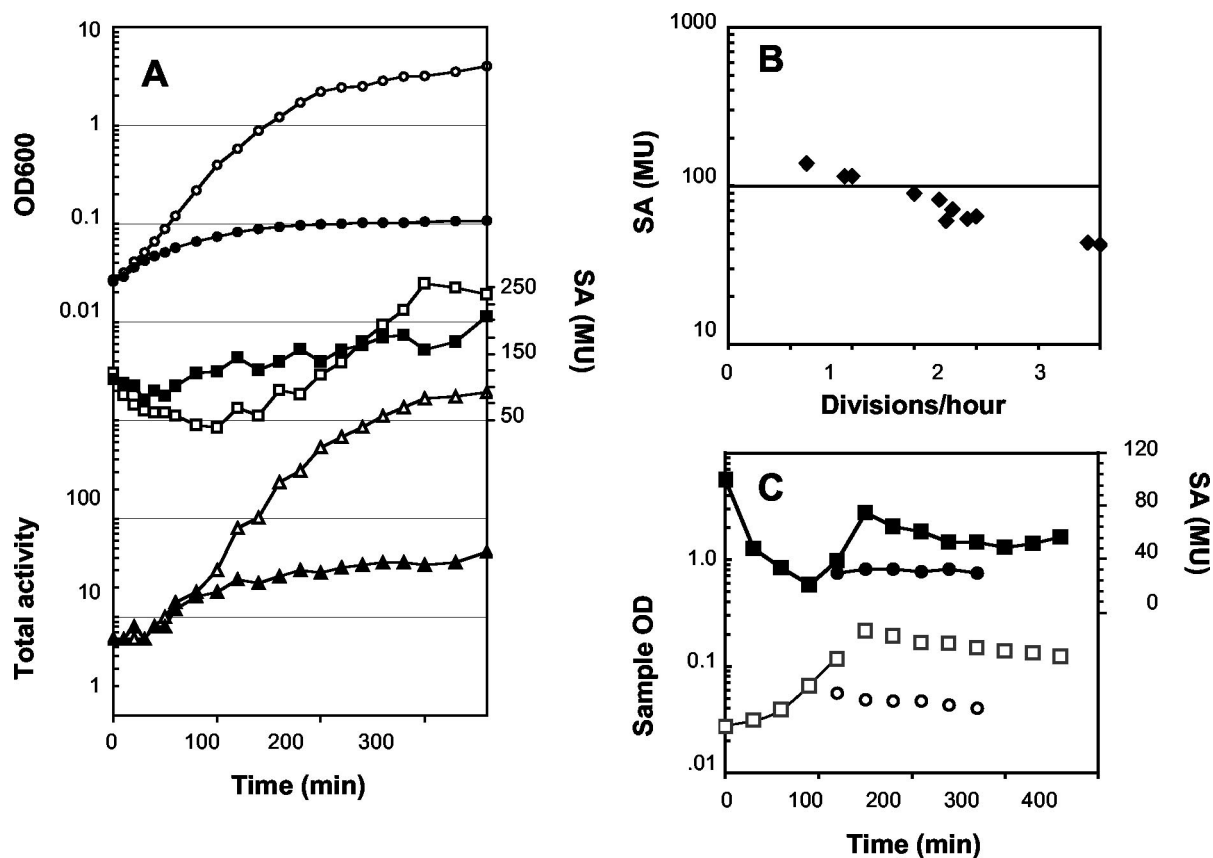 A
OD600
10
1
0.1
0.01
SA (MU)
250
150
50
Total activity
100
10
1
0 100 200 300
Time (min)
B
SA (MU)
1000
100
10
0 1 2 3
Divisions/hour
C
Sample OD
1.0
0.1
.01
SA (MU)
120
80
40
0
0 100 200 300 400
Time (min)